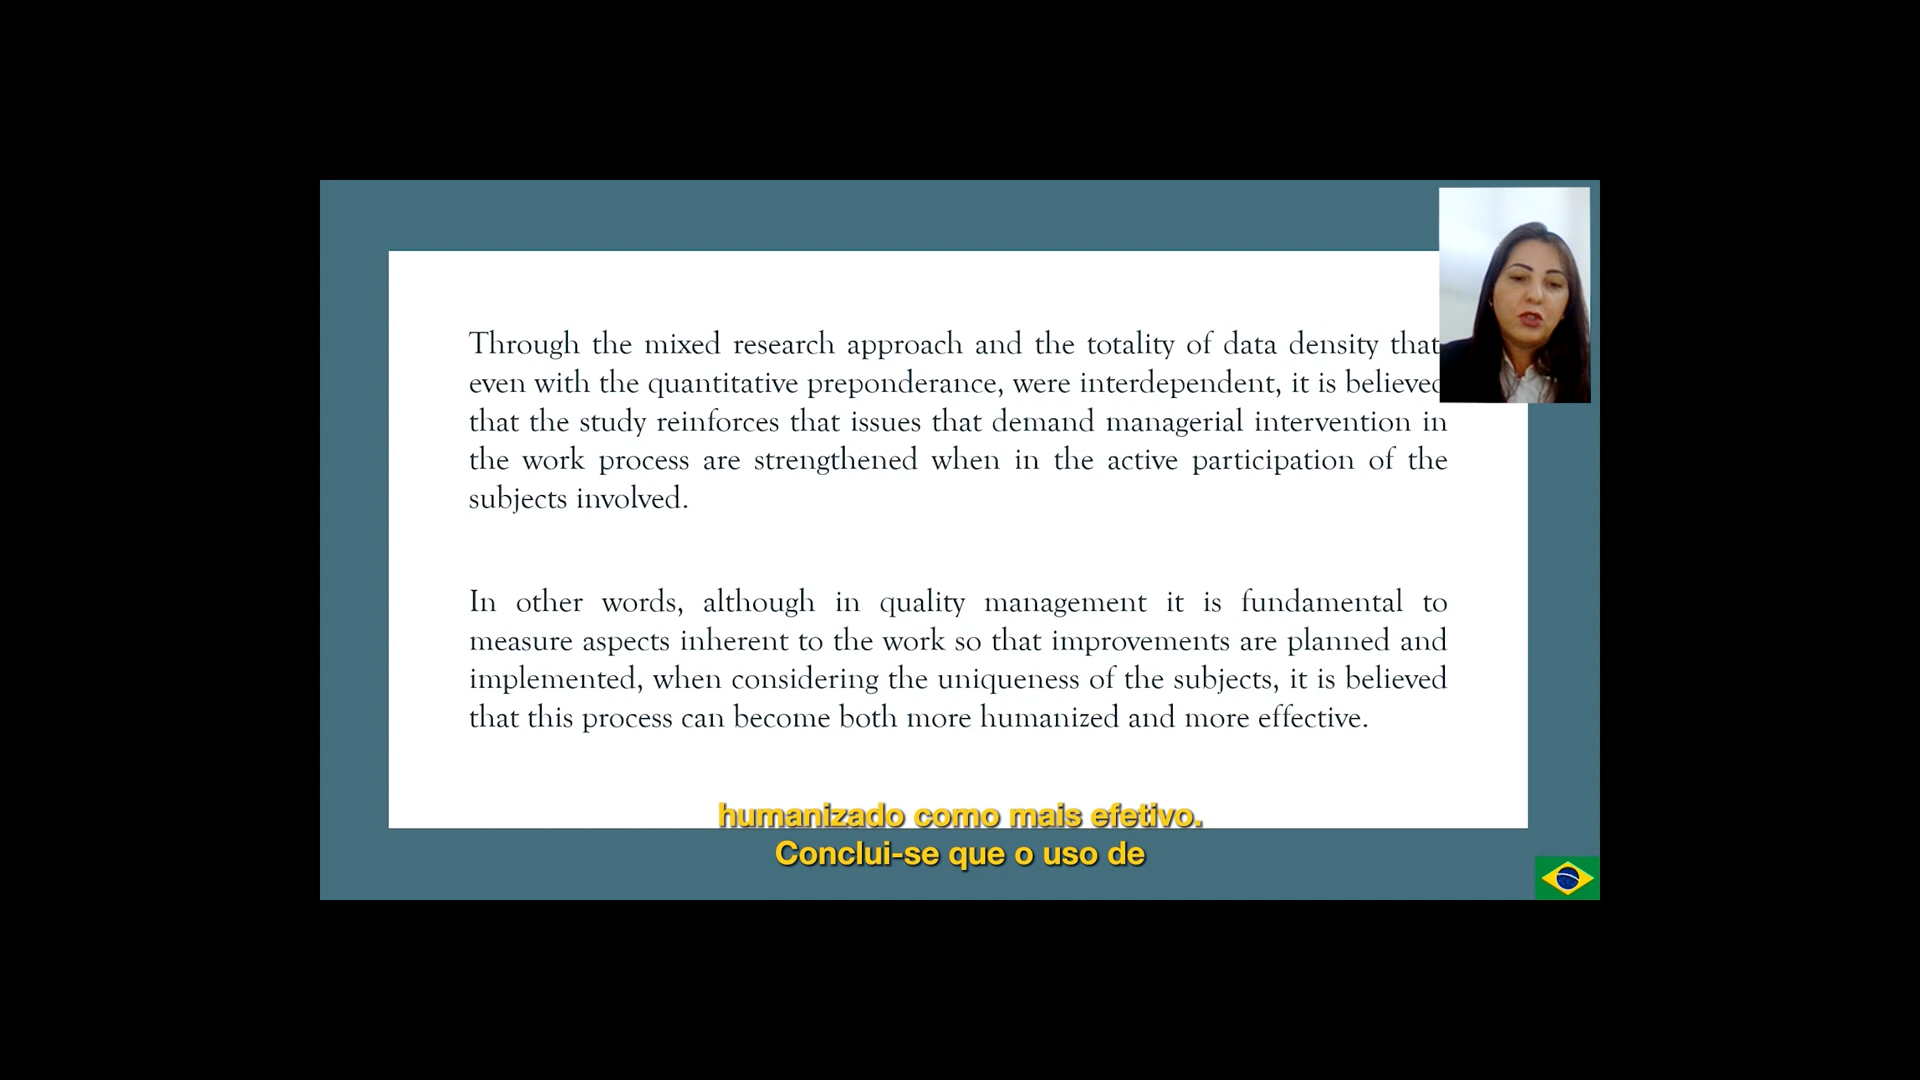 Through the mixed research approach and the totality of data density that
even with the quantitative preponderance, were interdependent, it is believed
that the study reinforces that issues that demand managerial intervention in
the work process are strengthened when in the active participation of the
subjects involved.
In other words, although in quality management it is fundamental to
measure aspects inherent to the work so that improvements are planned and
implemented, when considering the uniqueness of the subjects, it is believed
that this process can become both more humanized and more effective.
humanizado como mais efetivo.
Conclui-se que o uso de